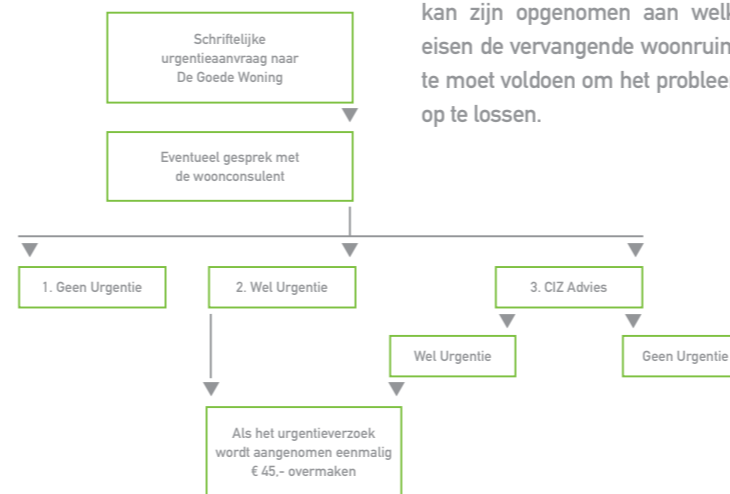 kan zijn opgenomen aan welk
eisen de vervangende woonruim
te moet voldoen om het problee
op te lossen.
Schriftelijke
urgentieaanvraag naar
De Goede Woning
Eventueel gesprek met
de woonconsulent
1. Geen Urgentie
2. Wel Urgentie
3. CIZ Advies
Wel Urgentie
Geen Urgentie
Als het urgentieverzoek
wordt aangenomen eenmalig
€ 45,- overmaken